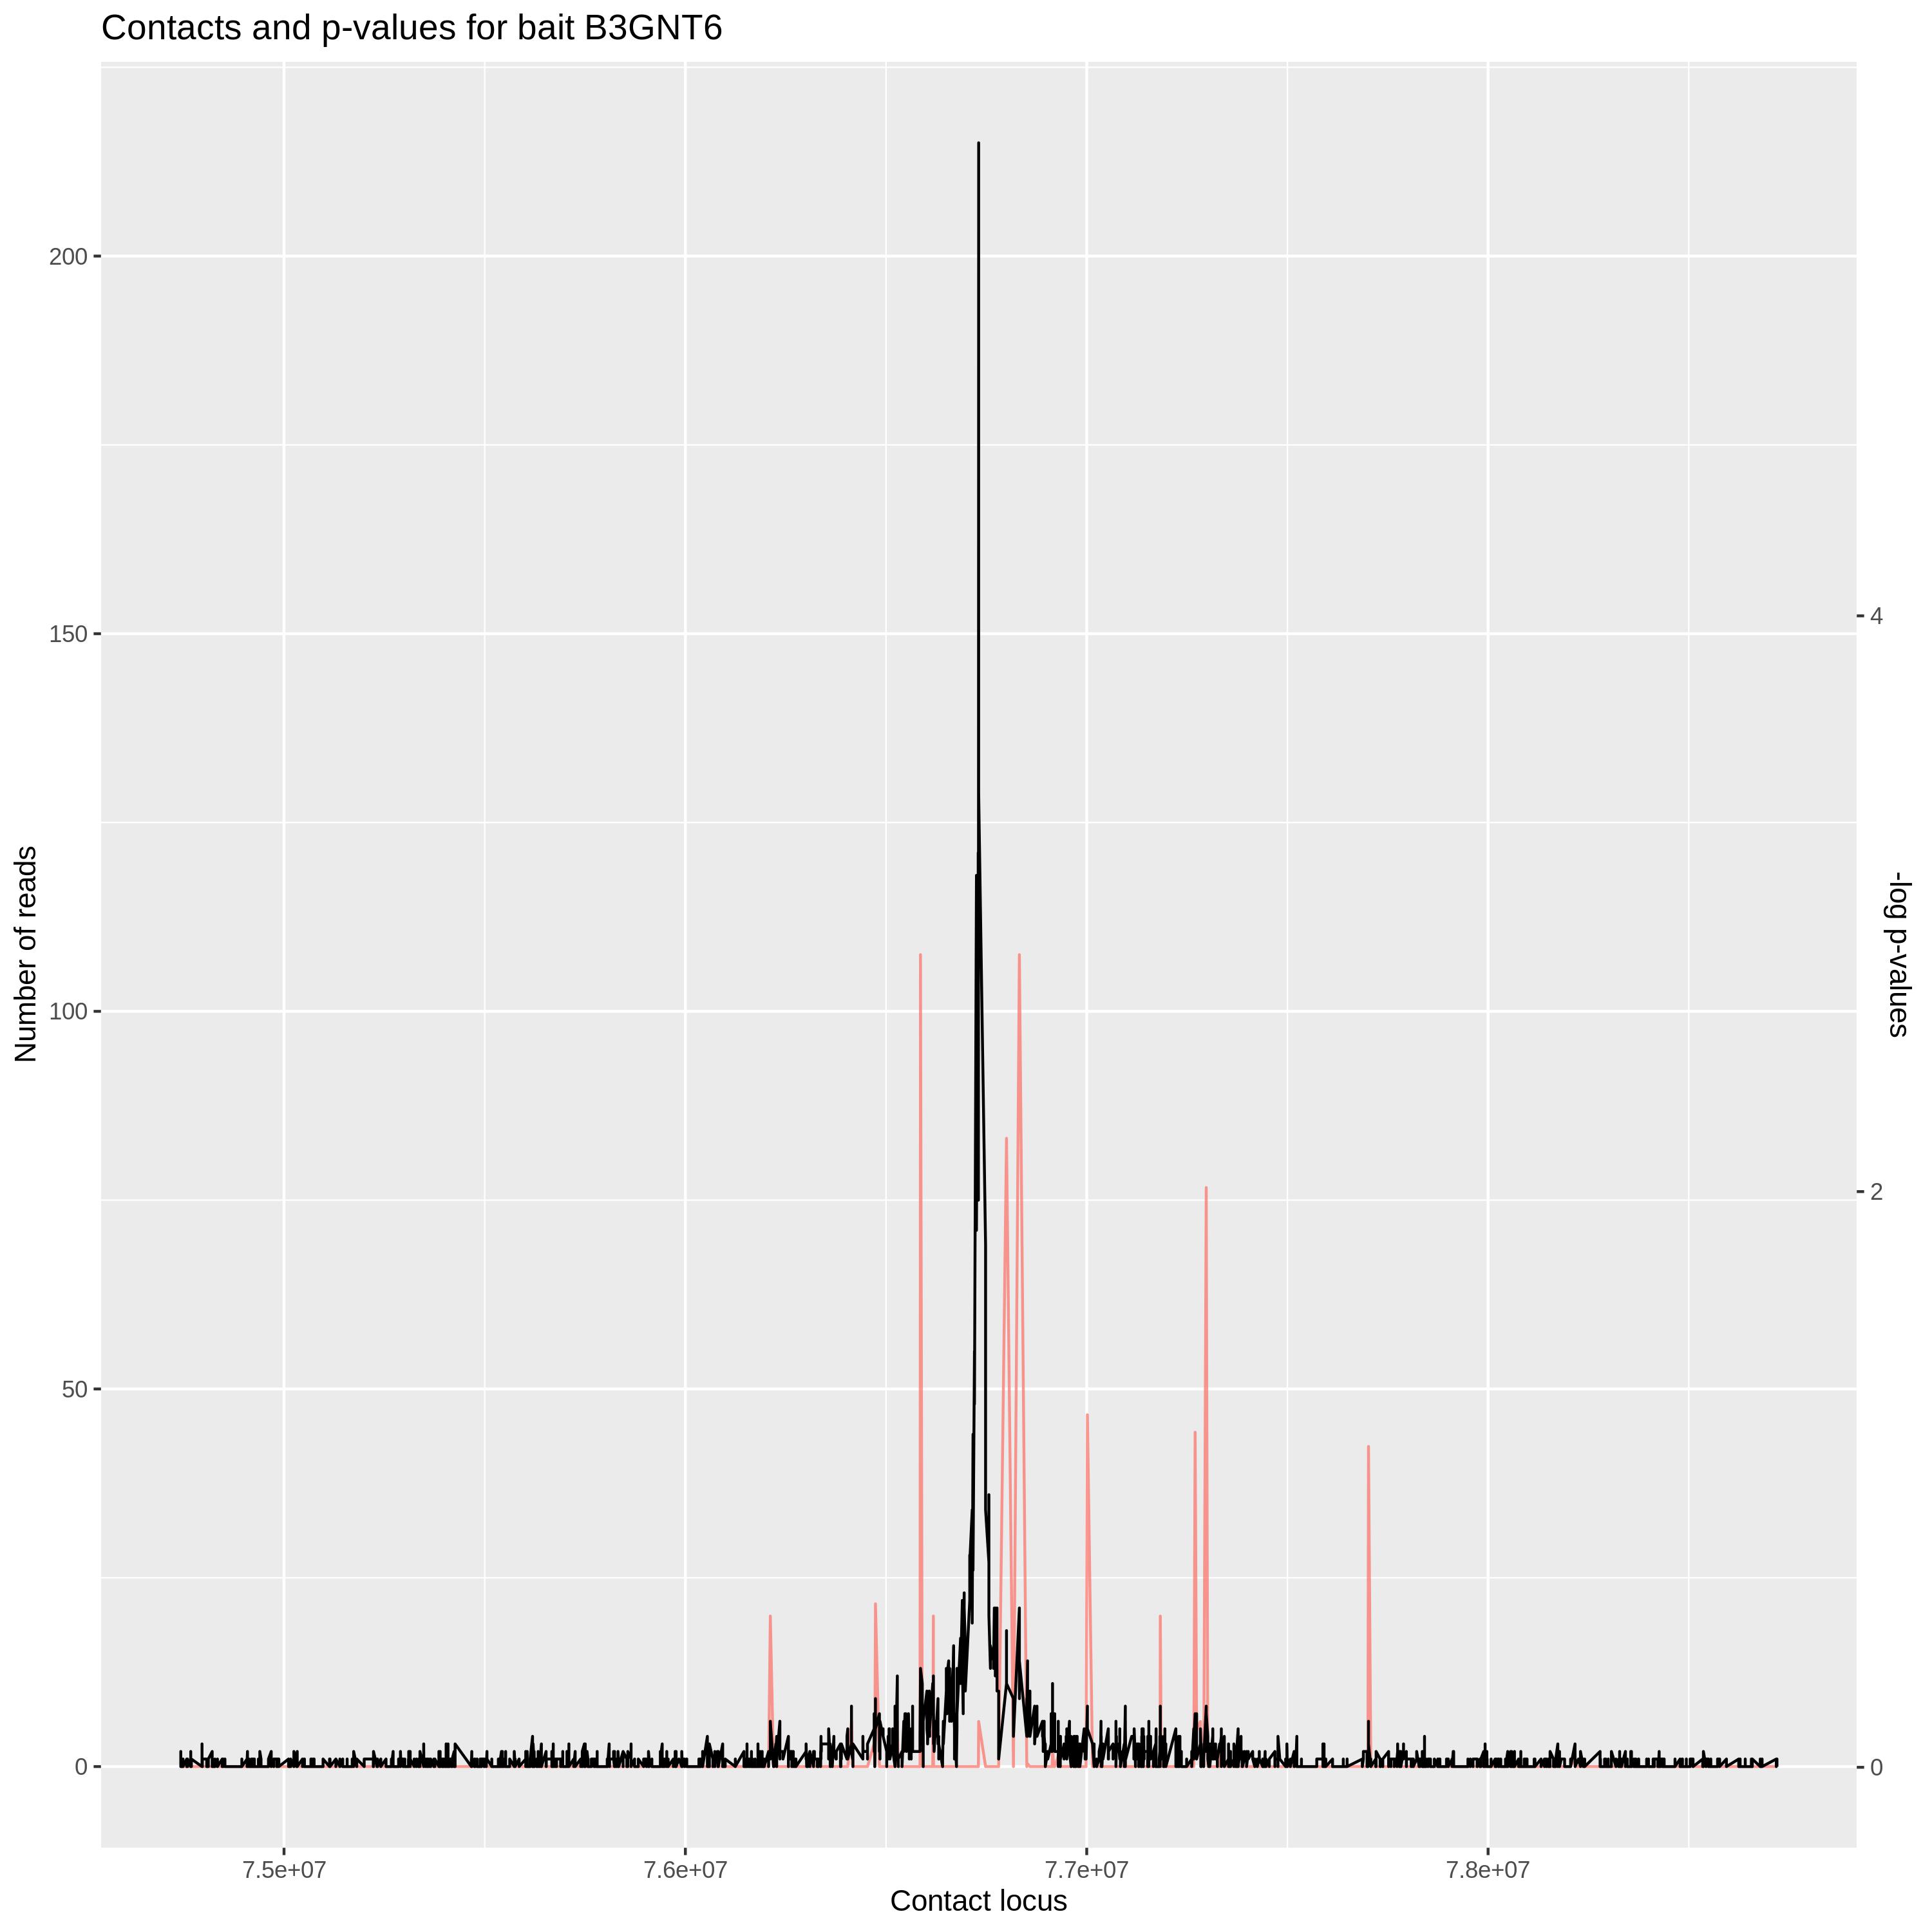 Contacts and p-values for bait B3GNT6
200
150
100
50
0
Number of reads
4
2
0
-log p-values
7.5e+07
7.6e+07
7.7e+07
7.8e+07
Contact locus